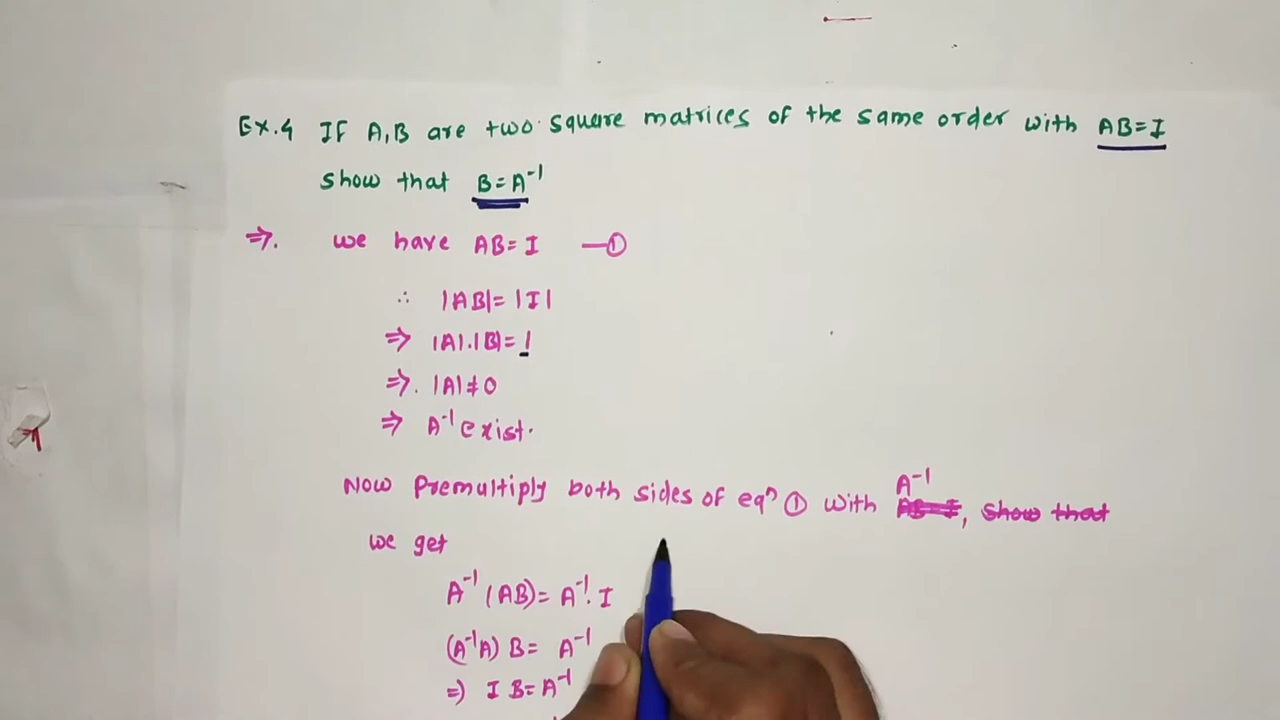 Ex.4 If A,B are two square matrices of the same order with AB=I
show that B=A⁻¹
⇒. we have AB=I —①
∴ |AB|=|I|
⇒ |A|.|B|=1
⇒. |A|≠0
⇒ A⁻¹ exist.
Now premultiply both sides of eqⁿ ① with A⁻¹, show that
we get
A⁻¹(AB)=A⁻¹.I
(A⁻¹A)B= A⁻¹
⇒) IB=A⁻¹